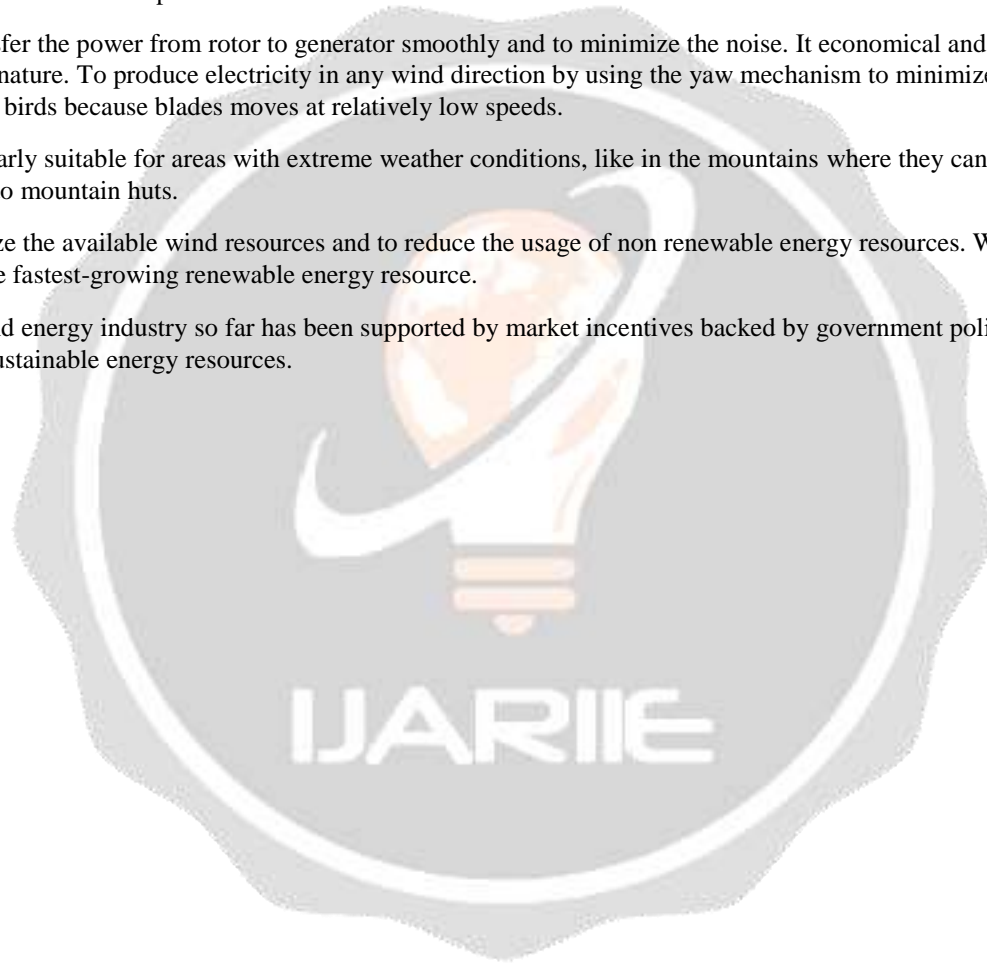 fer the power from rotor to generator smoothly and to minimize the noise. It economical and
nature. To produce electricity in any wind direction by using the yaw mechanism to minimize
birds because blades moves at relatively low speeds.
arly suitable for areas with extreme weather conditions, like in the mountains where they can
o mountain huts.
ze the available wind resources and to reduce the usage of non renewable energy resources. W
e fastest-growing renewable energy resource.
d energy industry so far has been supported by market incentives backed by government poli
ustainable energy resources.
IJARIIE